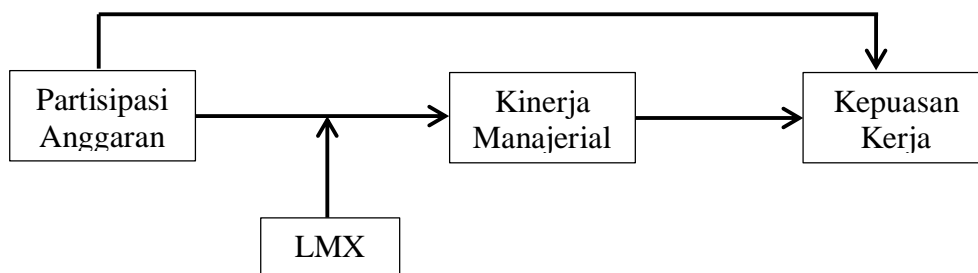 Partisipasi
Anggaran
Kinerja
Manajerial
Kepuasan
Kerja
LMX